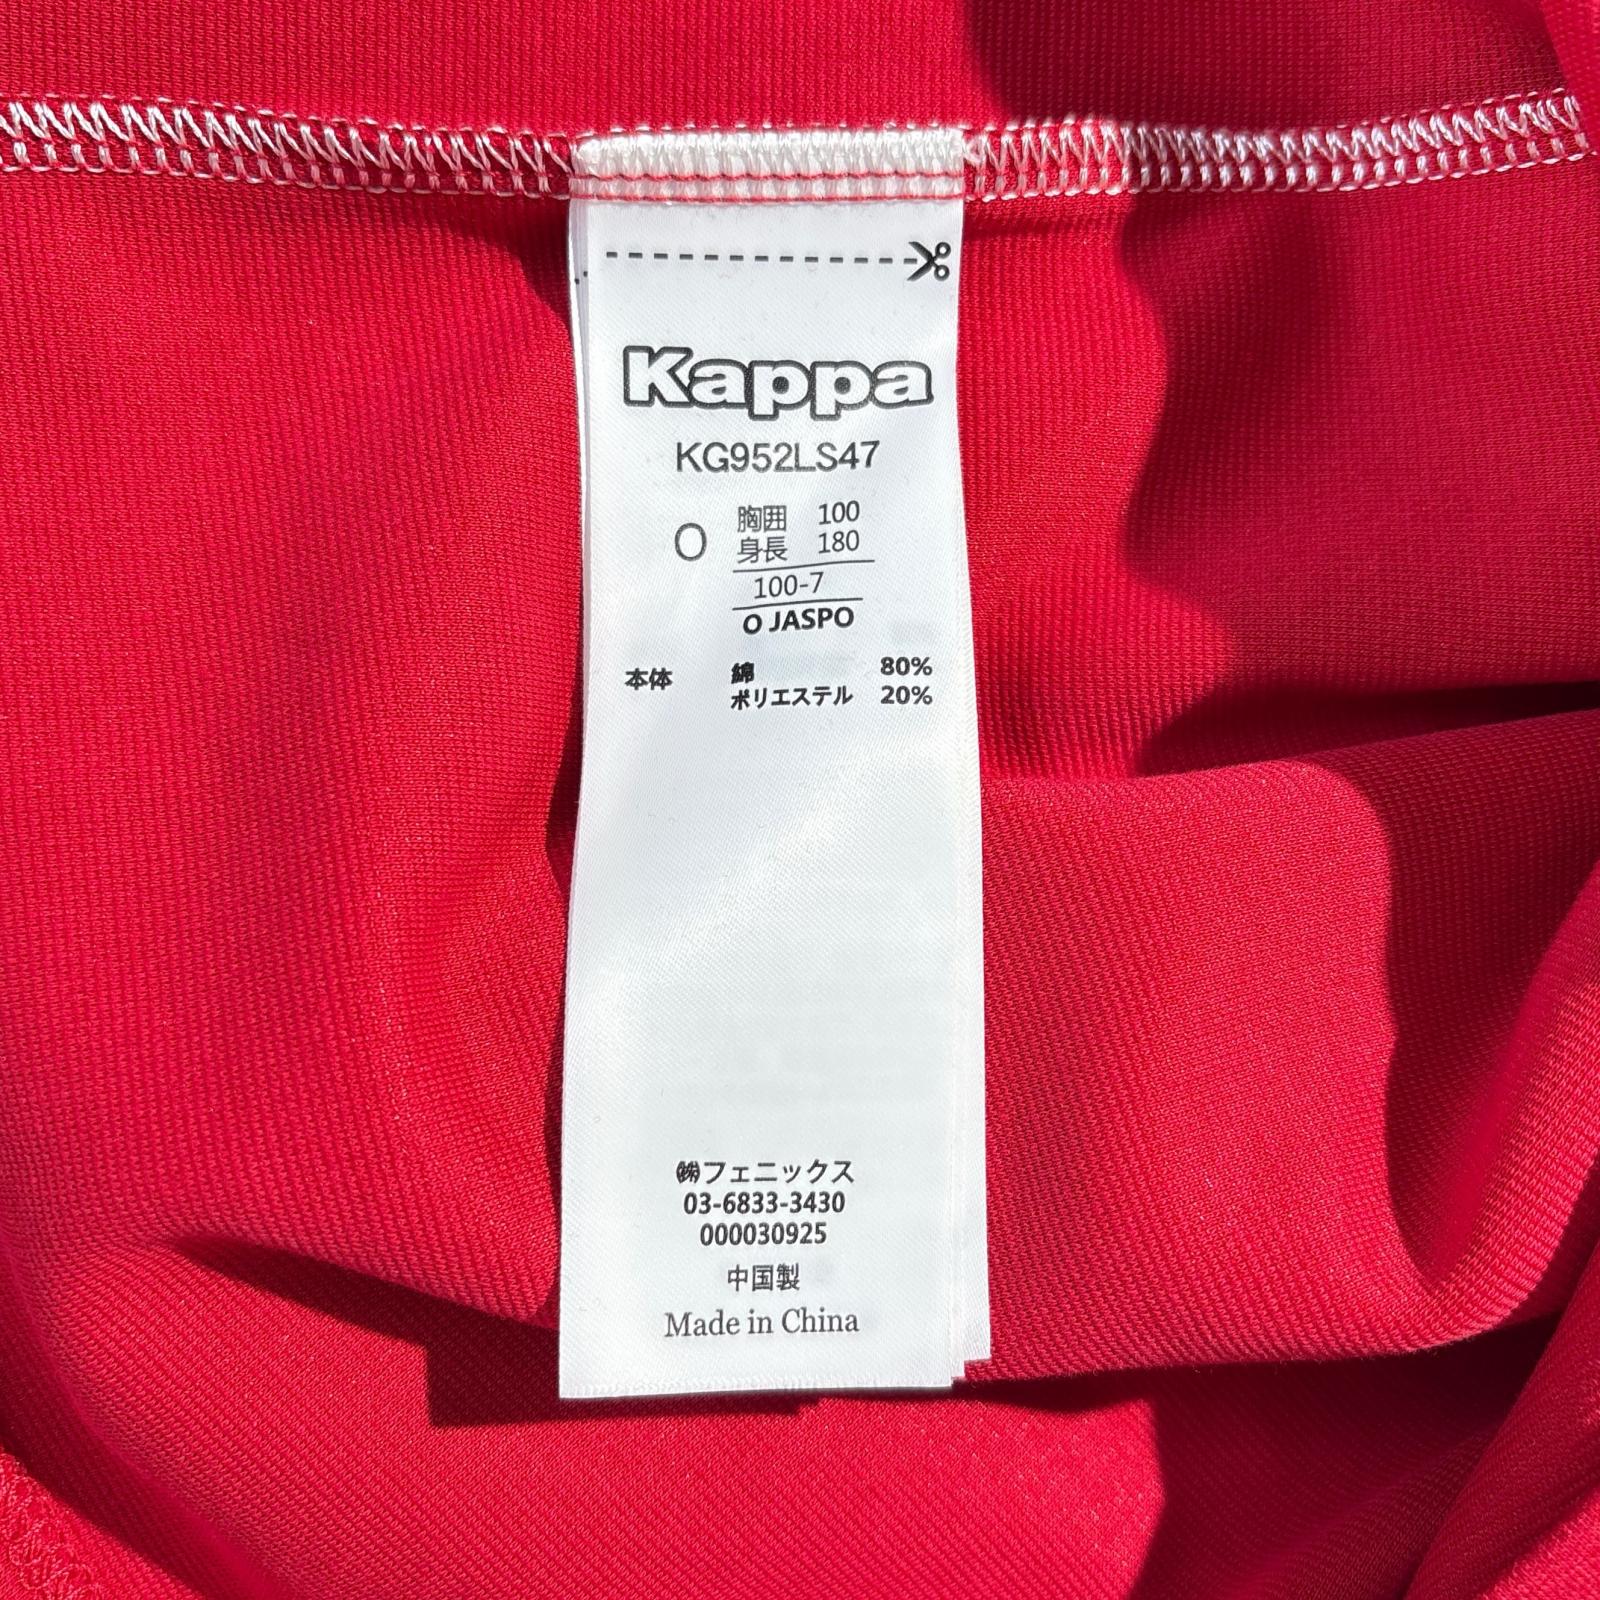 Kappa
KG952LS47
O 胸囲 100
身長 180
100-7
O JASPO
本体 綿 80%
ポリエステル 20%
㈱フェニックス
03-6833-3430
000030925
中国製
Made in China